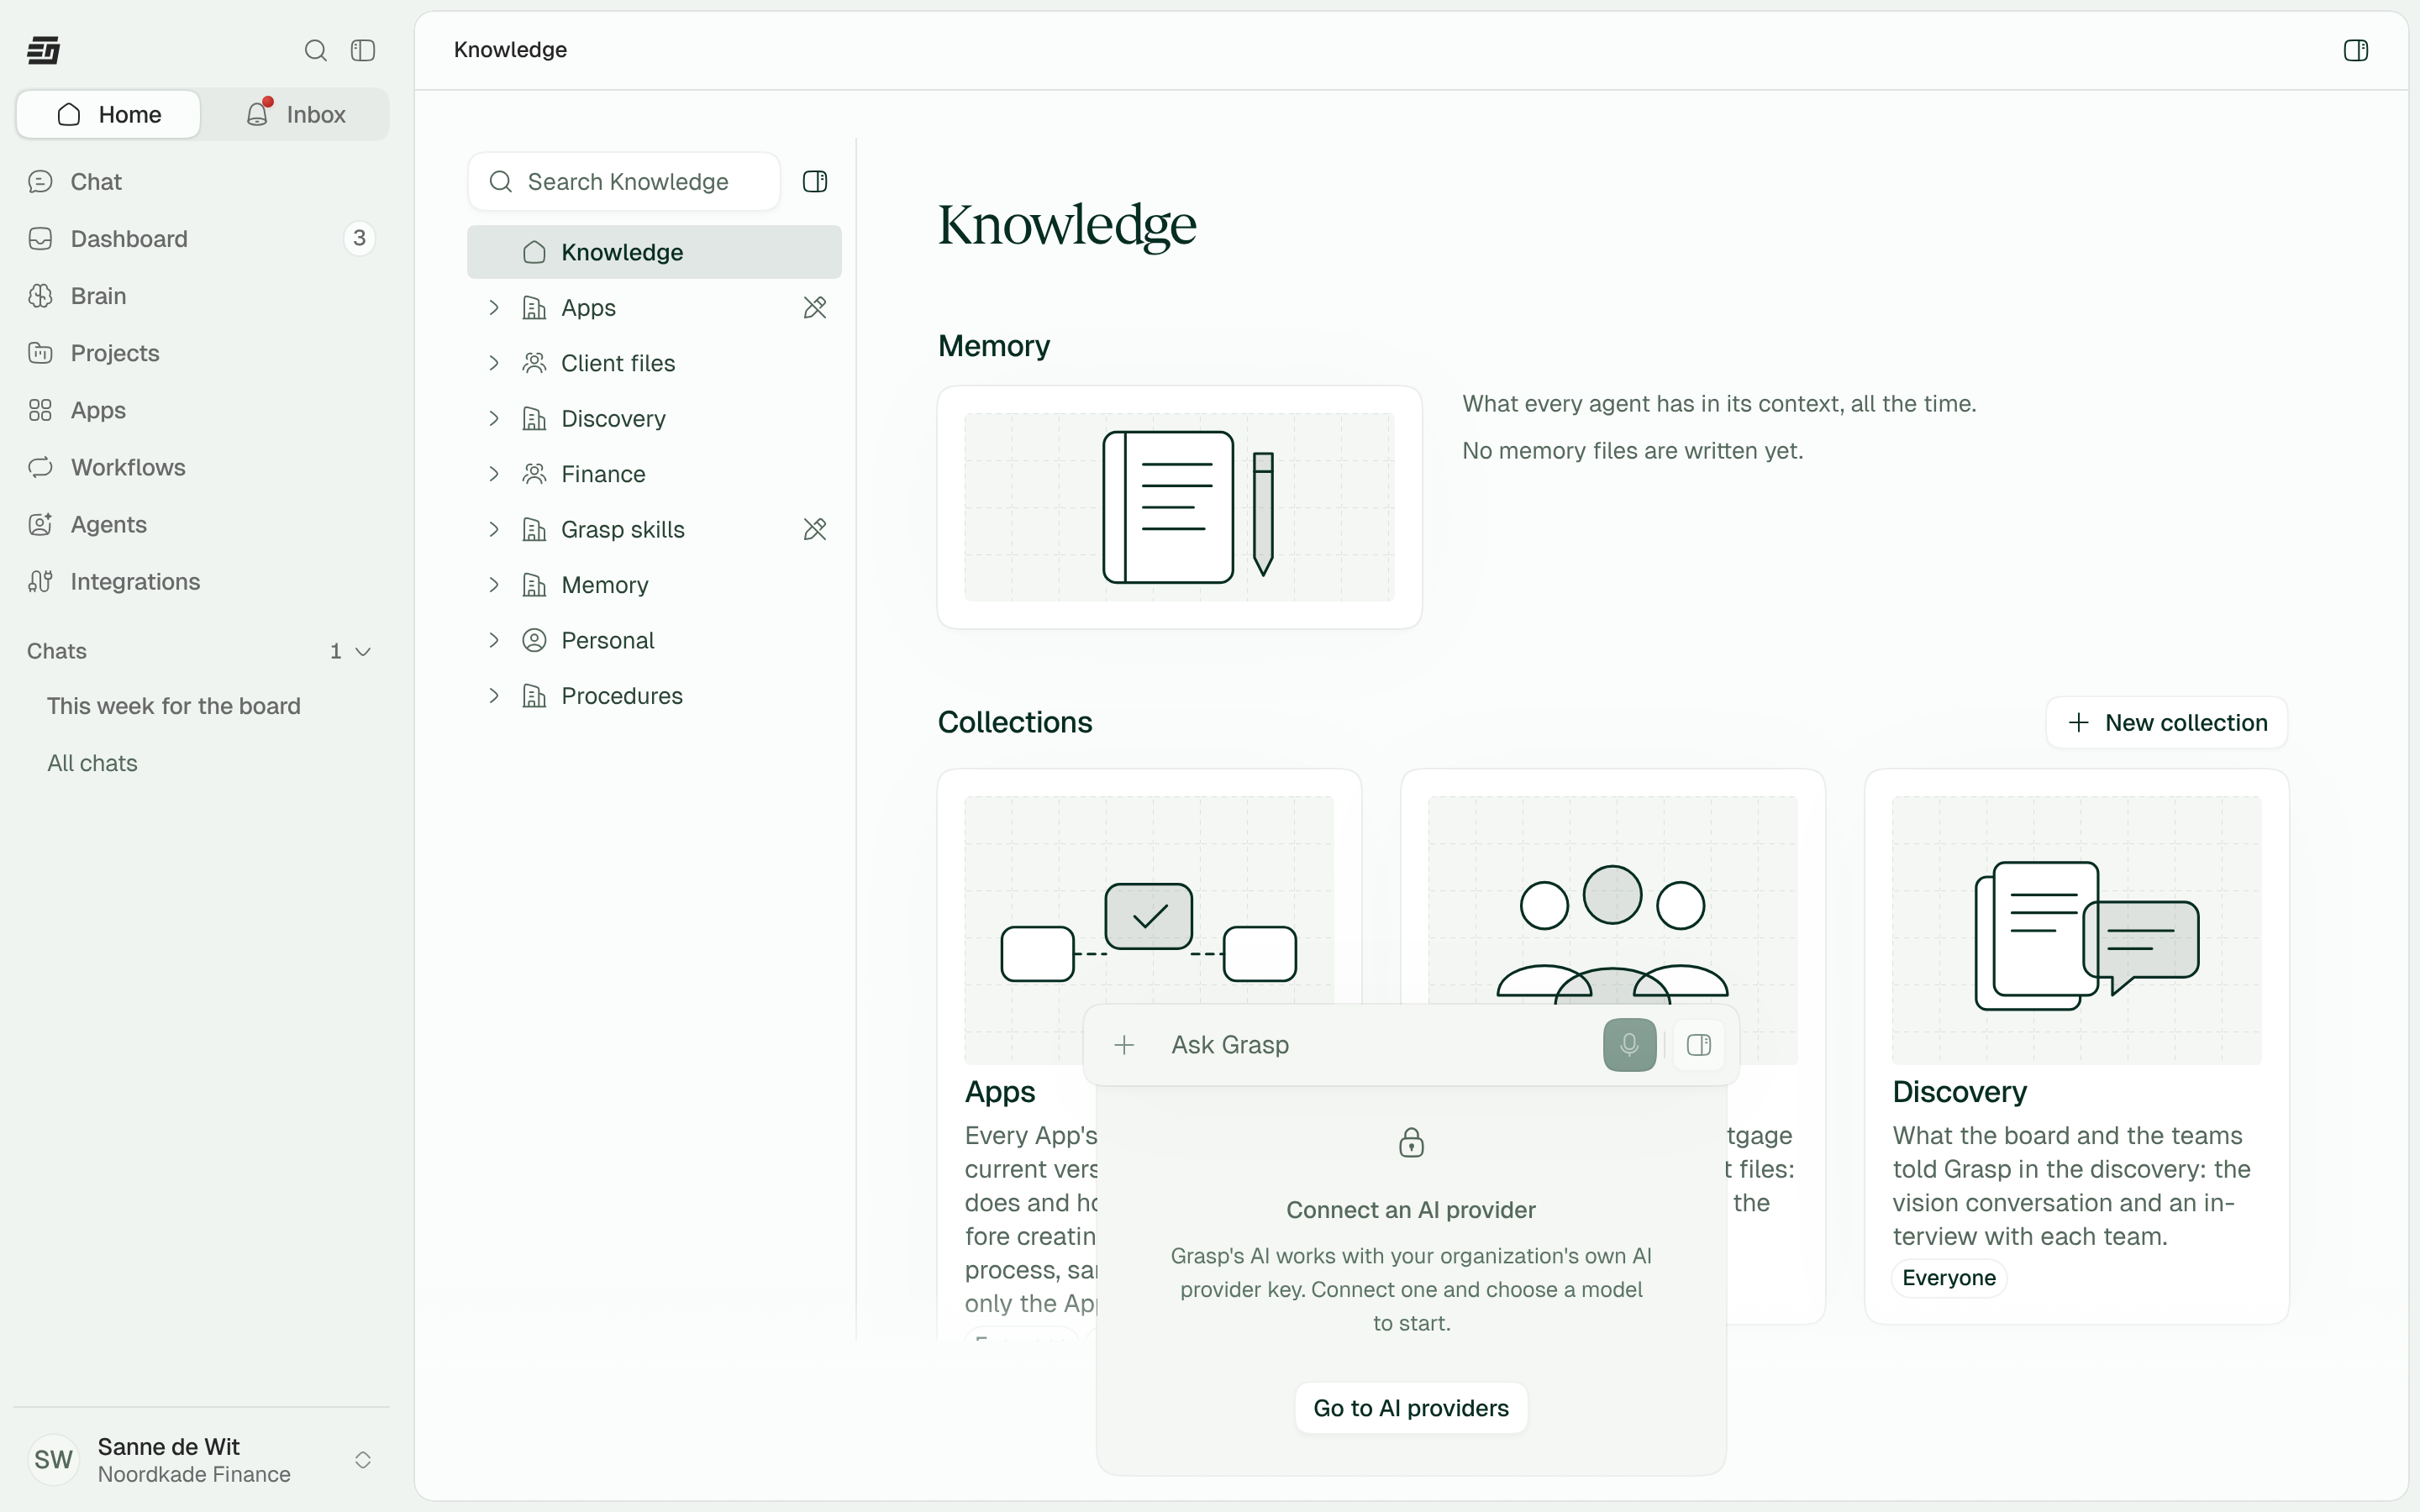 Knowledge
Home
Inbox
Chat
Dashboard
3
Brain
Projects
Apps
Workflows
Agents
Integrations
Chats
1
This week for the board
All chats
SW
Sanne de Wit
Noordkade Finance
Search Knowledge
Knowledge
Apps
Client files
Discovery
Finance
Grasp skills
Memory
Personal
Procedures
Knowledge
Memory
What every agent has in its context, all the time.
No memory files are written yet.
Collections
New collection
Apps
Every App's
current vers
does and ho
fore creatin
process, sa
only the Ap
tgage
t files:
the
Discovery
What the board and the teams
told Grasp in the discovery: the
vision conversation and an in-
terview with each team.
Everyone
Ask Grasp
Connect an AI provider
Grasp's AI works with your organization's own AI
provider key. Connect one and choose a model
to start.
Go to AI providers